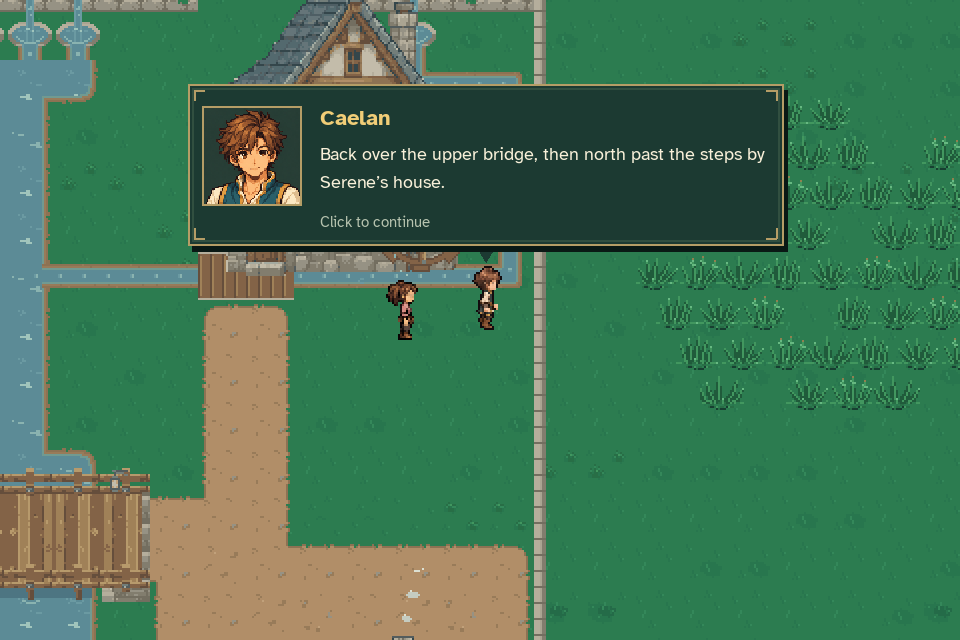 Caelan
Back over the upper bridge, then north past the steps by
Serene's house.
Click to continue